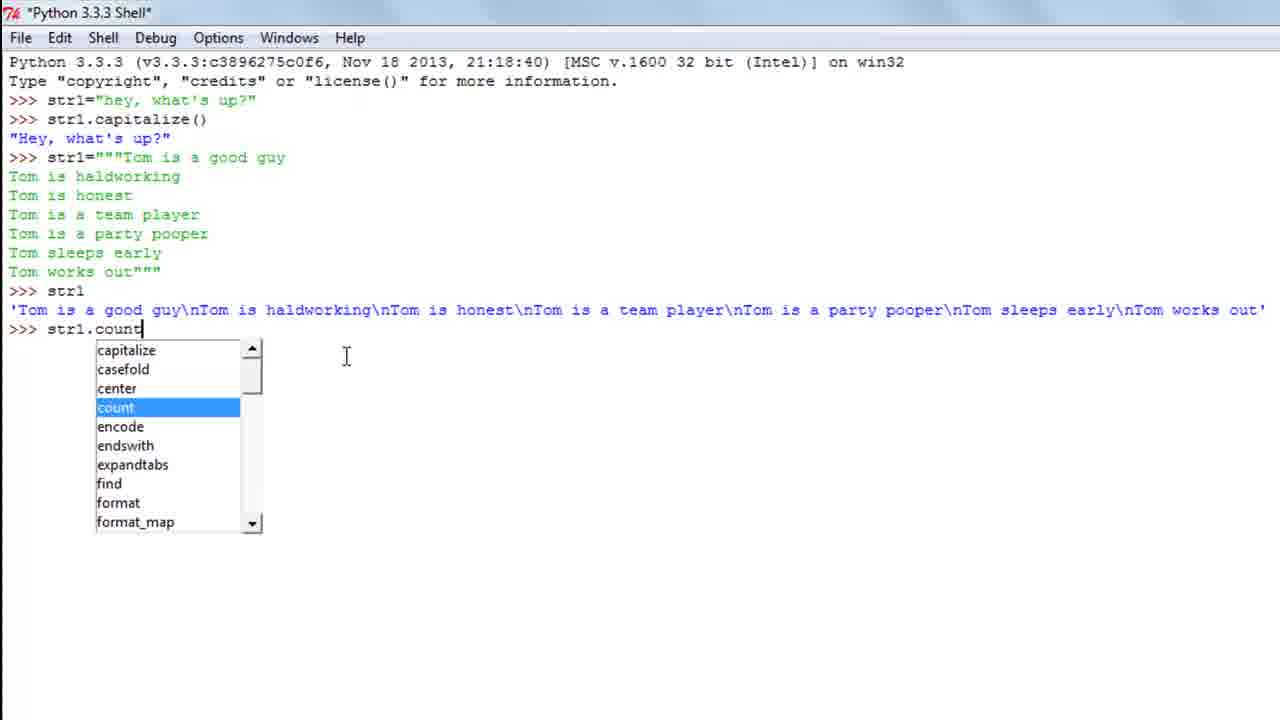 *Python 3.3.3 Shell*
File Edit Shell Debug Options Windows Help
Python 3.3.3 (v3.3.3:c3896275c0f6, Nov 18 2013, 21:18:40) [MSC v.1600 32 bit (Intel)] on win32
Type "copyright", "credits" or "license()" for more information.
>>> str1="hey, what's up?"
>>> str1.capitalize()
"Hey, what's up?"
>>> str1="""Tom is a good guy
Tom is haldworking
Tom is honest
Tom is a team player
Tom is a party pooper
Tom sleeps early
Tom works out"""
>>> str1
'Tom is a good guy\nTom is haldworking\nTom is honest\nTom is a team player\nTom is a party pooper\nTom sleeps early\nTom works out'
>>> str1.count
capitalize
casefold
center
count
encode
endswith
expandtabs
find
format
format_map